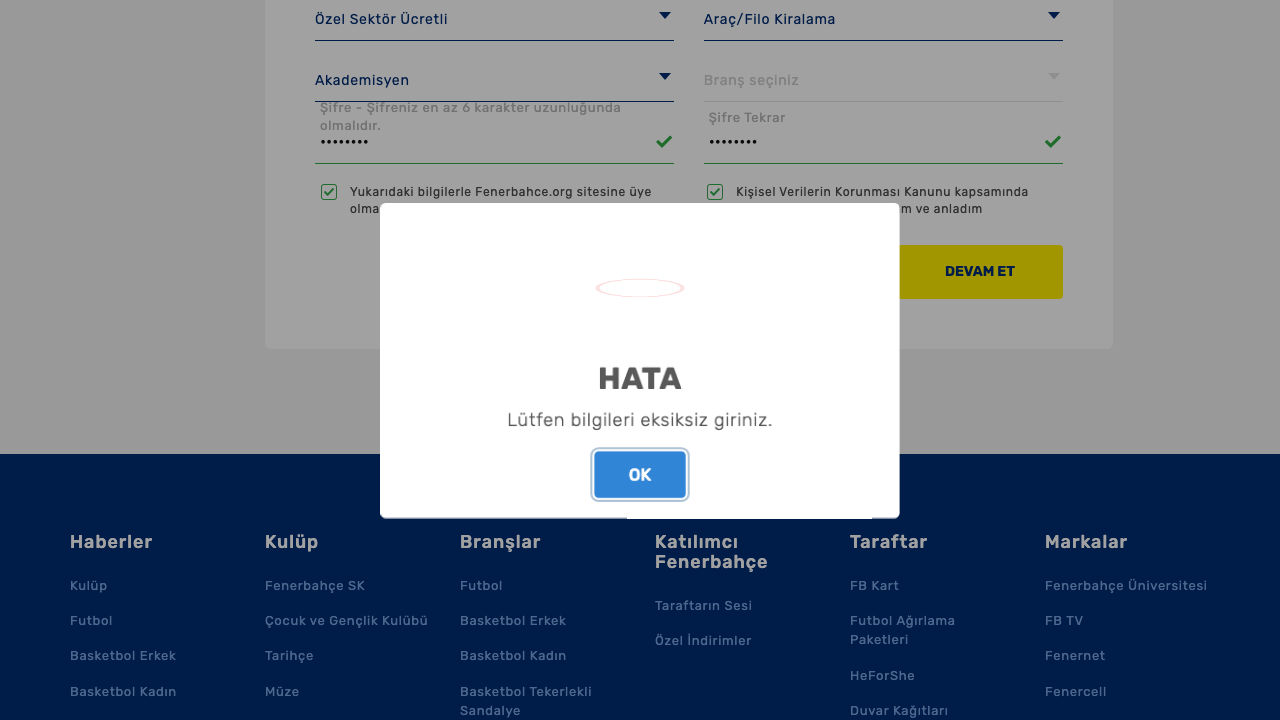 Özel Sektör Ücretli
Araç/Filo Kiralama
Akademisyen
Branş seçiniz
Şifre - Şifreniz en az 6 karakter uzunluğunda
olmalıdır.
Şifre Tekrar
••••••••
••••••••
Yukarıdaki bilgilerle Fenerbahce.org sitesine üye
olma
Kişisel Verilerin Korunması Kanunu kapsamında
m ve anladım
DEVAM ET
HATA
Lütfen bilgileri eksiksiz giriniz.
OK
Haberler
Kulüp
Futbol
Basketbol Erkek
Basketbol Kadın
Kulüp
Fenerbahçe SK
Çocuk ve Gençlik Kulübü
Tarihçe
Müze
Branşlar
Futbol
Basketbol Erkek
Basketbol Kadın
Basketbol Tekerlekli
Sandalye
Katılımcı
Fenerbahçe
Taraftarın Sesi
Özel İndirimler
Taraftar
FB Kart
Futbol Ağırlama
Paketleri
HeForShe
Duvar Kağıtları
Markalar
Fenerbahçe Üniversitesi
FB TV
Fenernet
Fenercell